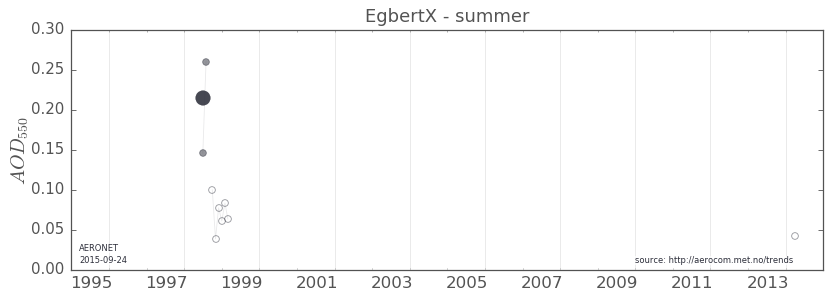 EgbertX - summer
0.30
0.25
0.20
0.15
0.10
0.05
0.00
AOD550
AERONET
2015-09-24
source: http://aerocom.met.no/trends
1995 1997 1999 2001 2003 2005 2007 2009 2011 2013